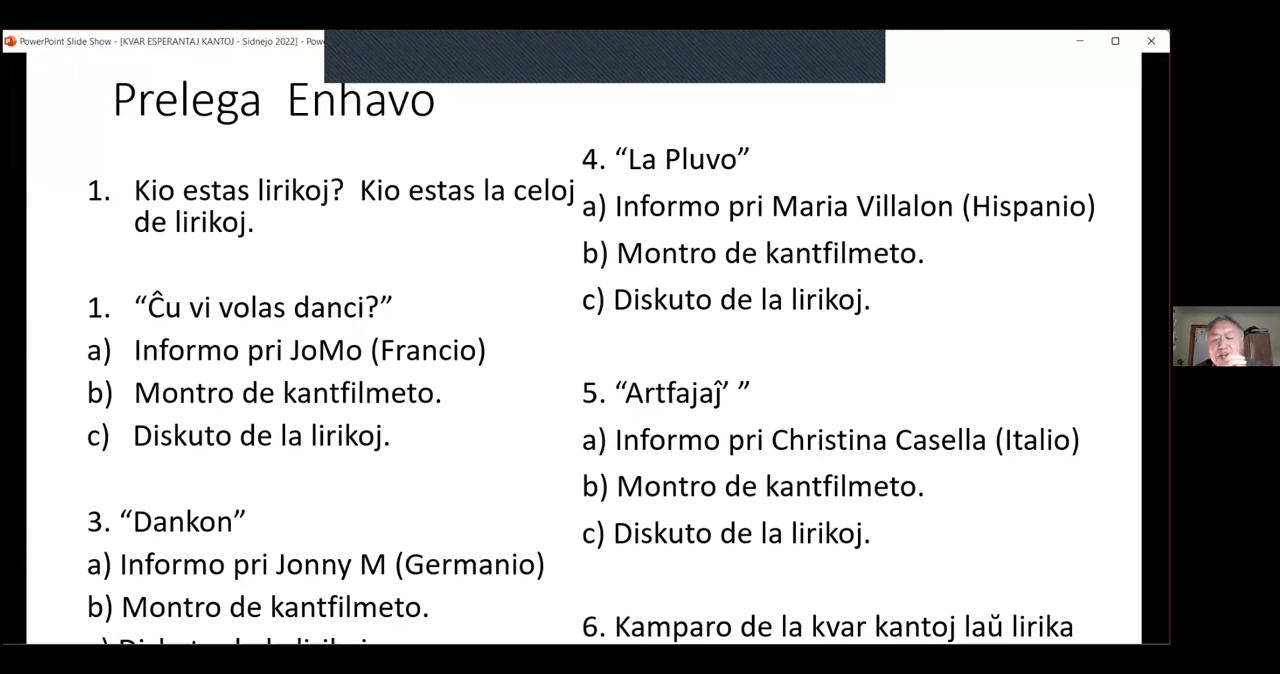 PowerPoint Slide Show - [KVAR ESPERANTAJ KANTOJ - Sidnejo 2022] -
Prelega Enhavo
1. Kio estas lirikoj? Kio estas la celoj
de lirikoj.
1. “Ĉu vi volas danci?”
a) Informo pri JoMo (Francio)
b) Montro de kantfilmeto.
c) Diskuto de la lirikoj.
3. “Dankon”
a) Informo pri Jonny M (Germanio)
b) Montro de kantfilmeto.
4. “La Pluvo”
a) Informo pri Maria Villalon (Hispanio)
b) Montro de kantfilmeto.
c) Diskuto de la lirikoj.
5. “Artfajaĵ’ ”
a) Informo pri Christina Casella (Italio)
b) Montro de kantfilmeto.
c) Diskuto de la lirikoj.
6. Kamparo de la kvar kantoj laŭ lirika